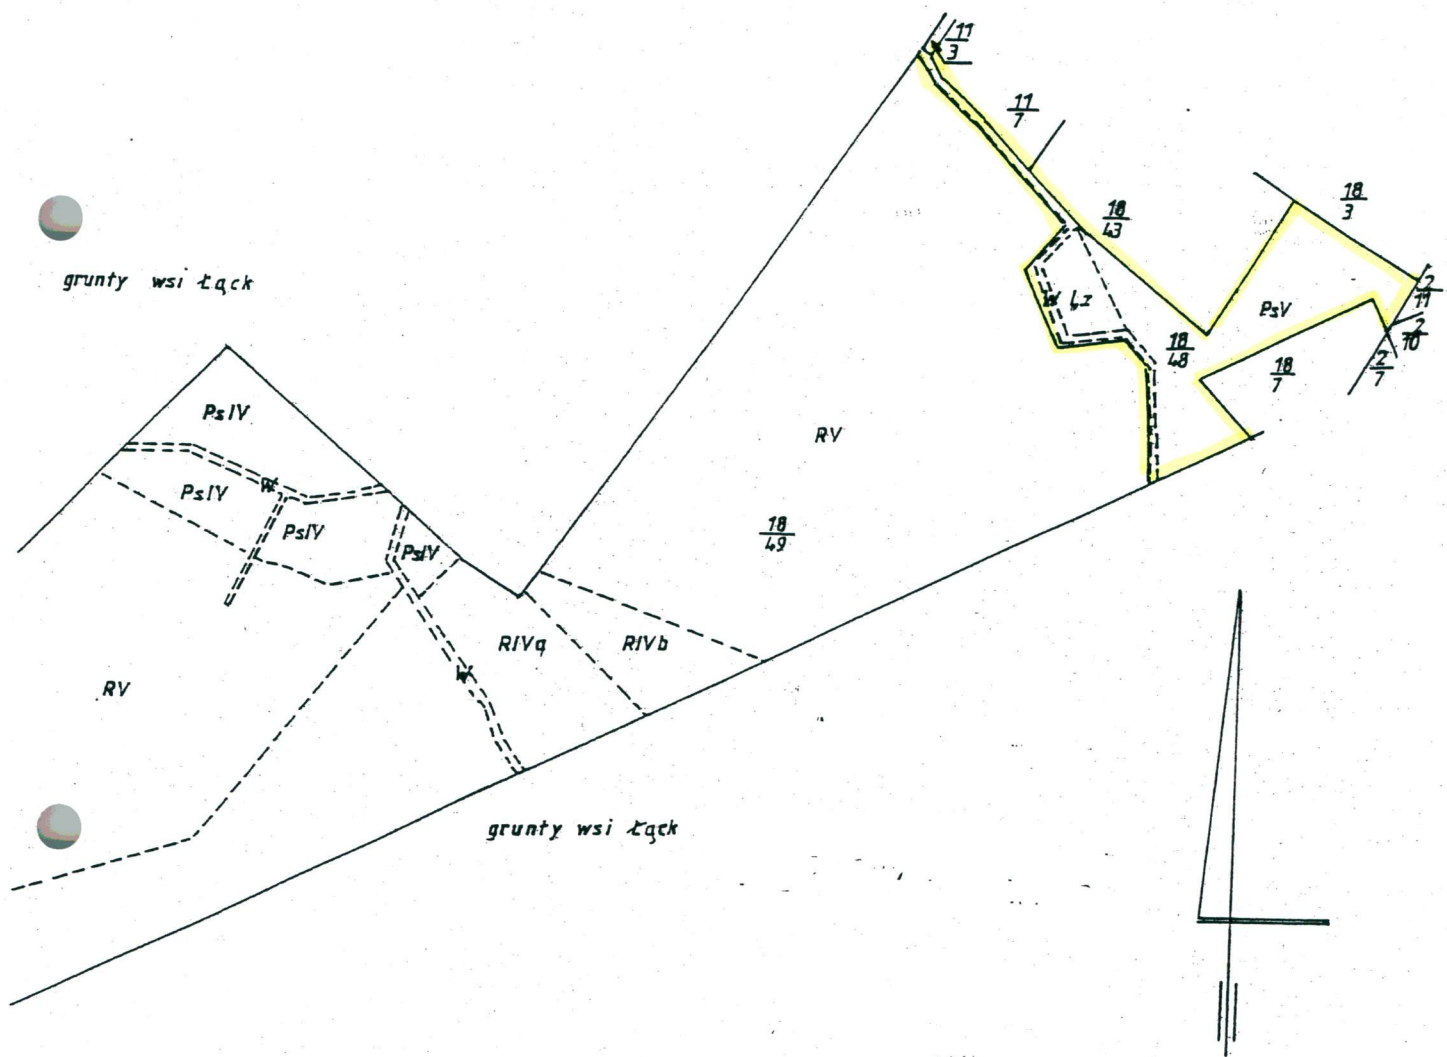 11
3
11
7
18
3
18
43
grunty wsi Łąck
2
11
W Lz
PsV
2
10
18
48
18
7
2
7
PsIV
RV
W
PsIV
PsIV
18
49
PsIV
RIVa
RIVb
W
RV
grunty wsi Łąck